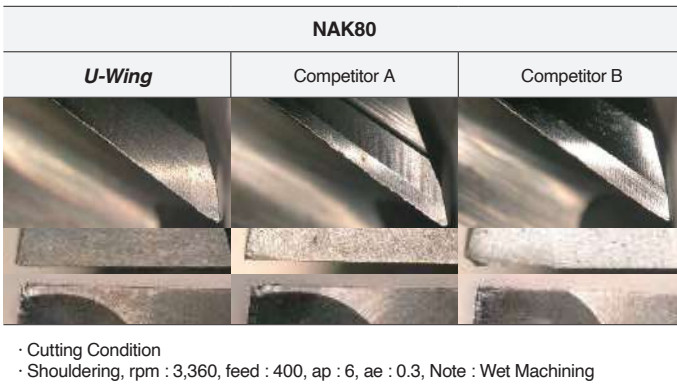 NAK80
U-Wing Competitor A Competitor B
· Cutting Condition
· Shouldering, rpm : 3,360, feed : 400, ap : 6, ae : 0.3, Note : Wet Machining